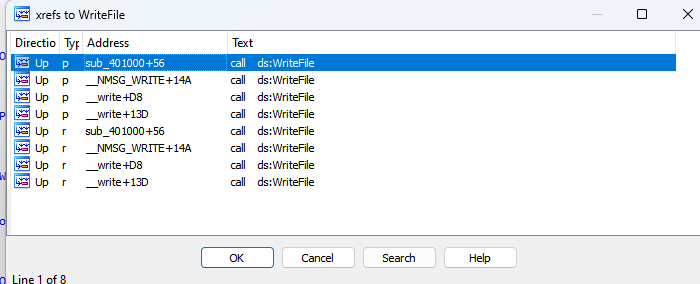 xrefs to WriteFile
Directio Typ Address Text
Up p sub_401000+56 call ds:WriteFile
Up p __NMSG_WRITE+14A call ds:WriteFile
Up p __write+D8 call ds:WriteFile
Up p __write+13D call ds:WriteFile
Up r sub_401000+56 call ds:WriteFile
Up r __NMSG_WRITE+14A call ds:WriteFile
Up r __write+D8 call ds:WriteFile
Up r __write+13D call ds:WriteFile
OK Cancel Search Help
Line 1 of 8